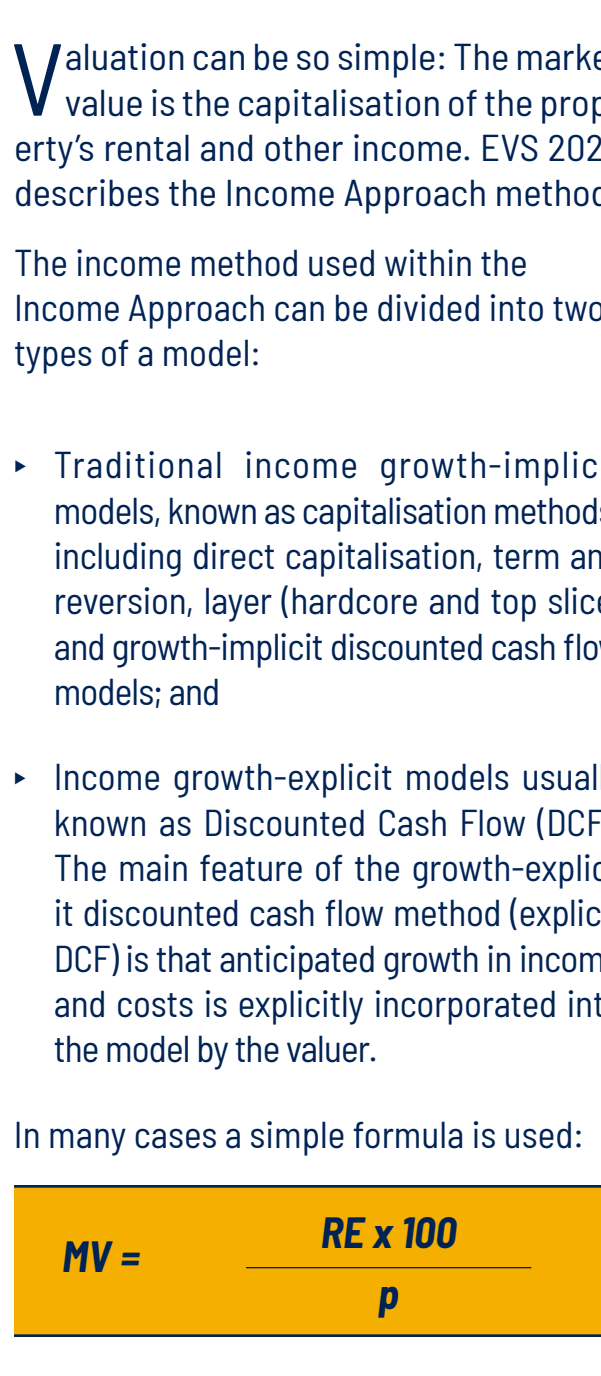 Valuation can be so simple: The marke
value is the capitalisation of the prop
erty's rental and other income. EVS 202
describes the Income Approach method
The income method used within the
Income Approach can be divided into two
types of a model:
‣ Traditional income growth-implic
models, known as capitalisation methods
including direct capitalisation, term an
reversion, layer (hardcore and top slice
and growth-implicit discounted cash flow
models; and
‣ Income growth-explicit models usuall
known as Discounted Cash Flow (DCF
The main feature of the growth-explic
it discounted cash flow method (explic
DCF) is that anticipated growth in incom
and costs is explicitly incorporated int
the model by the valuer.
In many cases a simple formula is used:
RE x 100
MV =
p